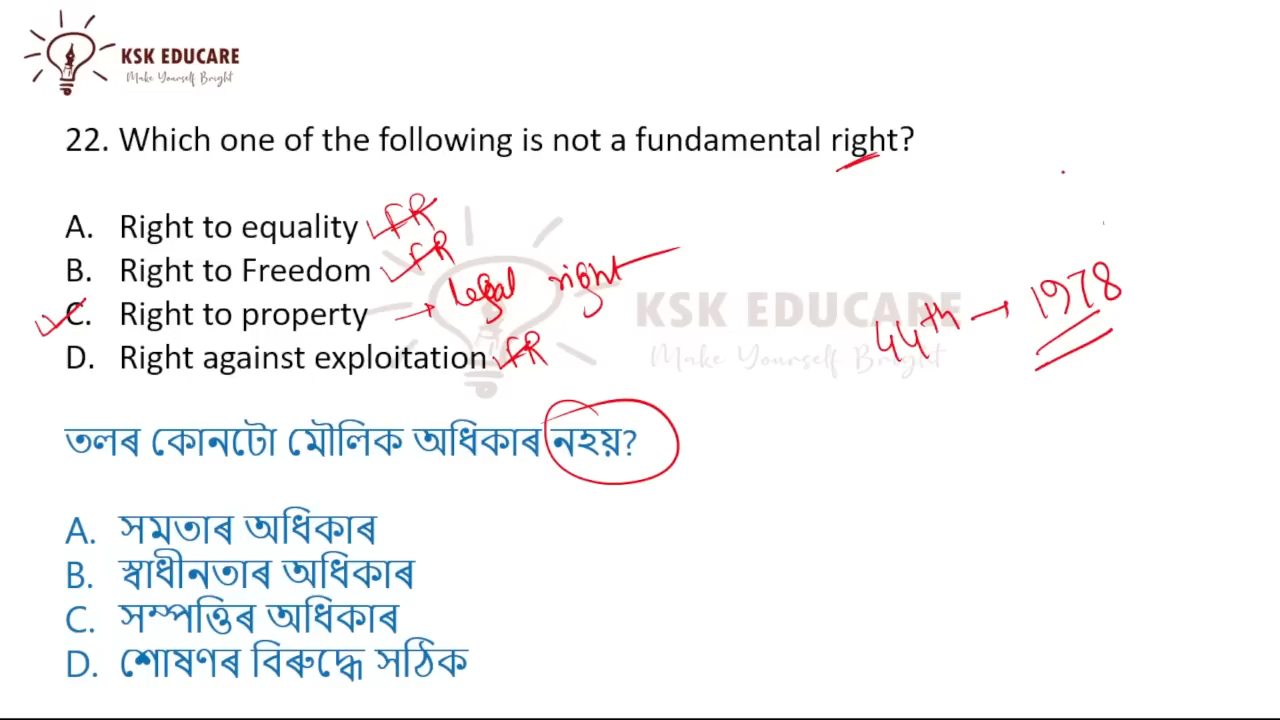 KSK EDUCARE
Make Yourself Bright
22. Which one of the following is not a fundamental right?
A. Right to equality FR
B. Right to Freedom FR
C. Right to property → Legal right
D. Right against exploitation FR
44th → 1978
KSK EDUCARE
Make Yourself Bright
তলৰ কোনটো মৌলিক অধিকাৰ নহয়?
A. সমতাৰ অধিকাৰ
B. স্বাধীনতাৰ অধিকাৰ
C. সম্পত্তিৰ অধিকাৰ
D. শোষণৰ বিৰুদ্ধে সঠিক